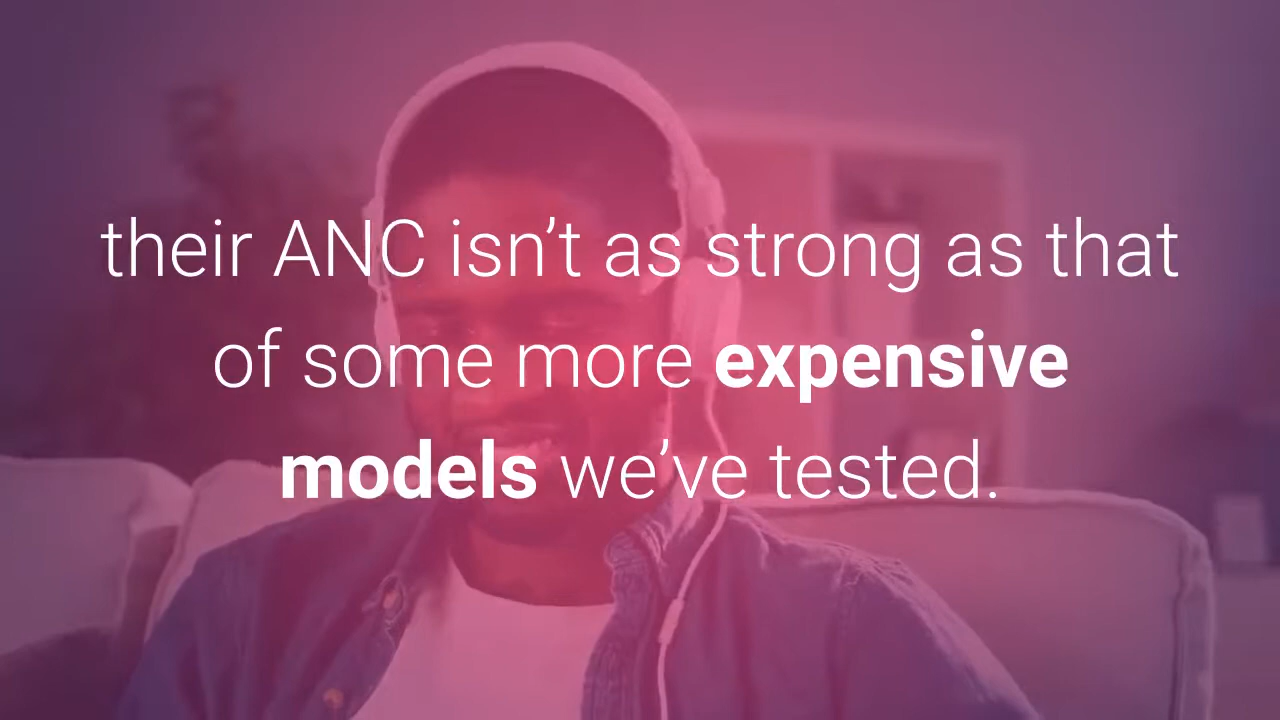 their ANC isn’t as strong as that
of some more expensive
models we’ve tested.